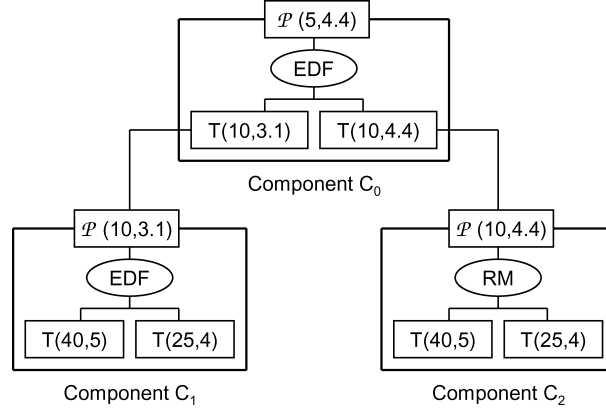 𝒫 (5,4.4)
EDF
T(10,3.1) T(10,4.4)
Component C₀
𝒫 (10,3.1) 𝒫 (10,4.4)
EDF RM
T(40,5) T(25,4) T(40,5) T(25,4)
Component C₁ Component C₂